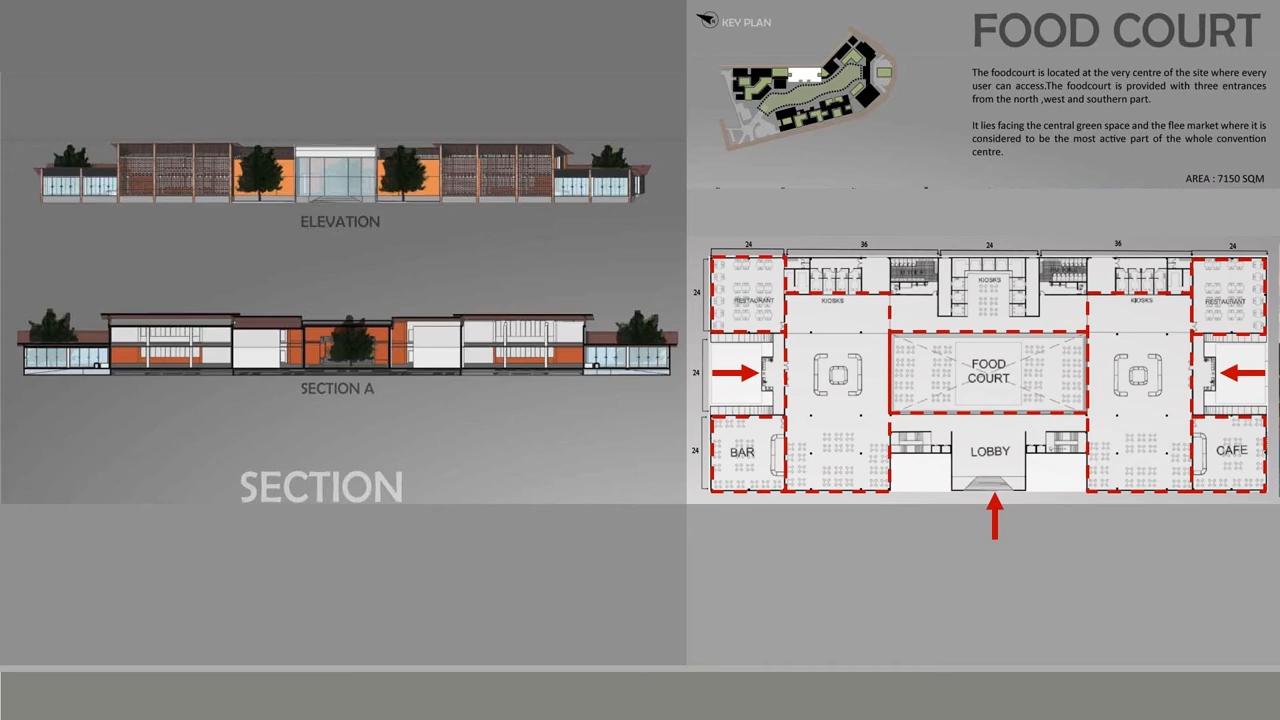 KEY PLAN
FOOD COURT
The foodcourt is located at the very centre of the site where every
user can access.The foodcourt is provided with three entrances
from the north ,west and southern part.
It lies facing the central green space and the flee market where it is
considered to be the most active part of the whole convention
centre.
AREA : 7150 SQM
ELEVATION
SECTION A
SECTION
24
36
24
36
24
24
RESTAURANT
KIOSKS
KIOSKS
KIOSKS
RESTAURANT
24
FOOD
COURT
24
BAR
LOBBY
CAFE